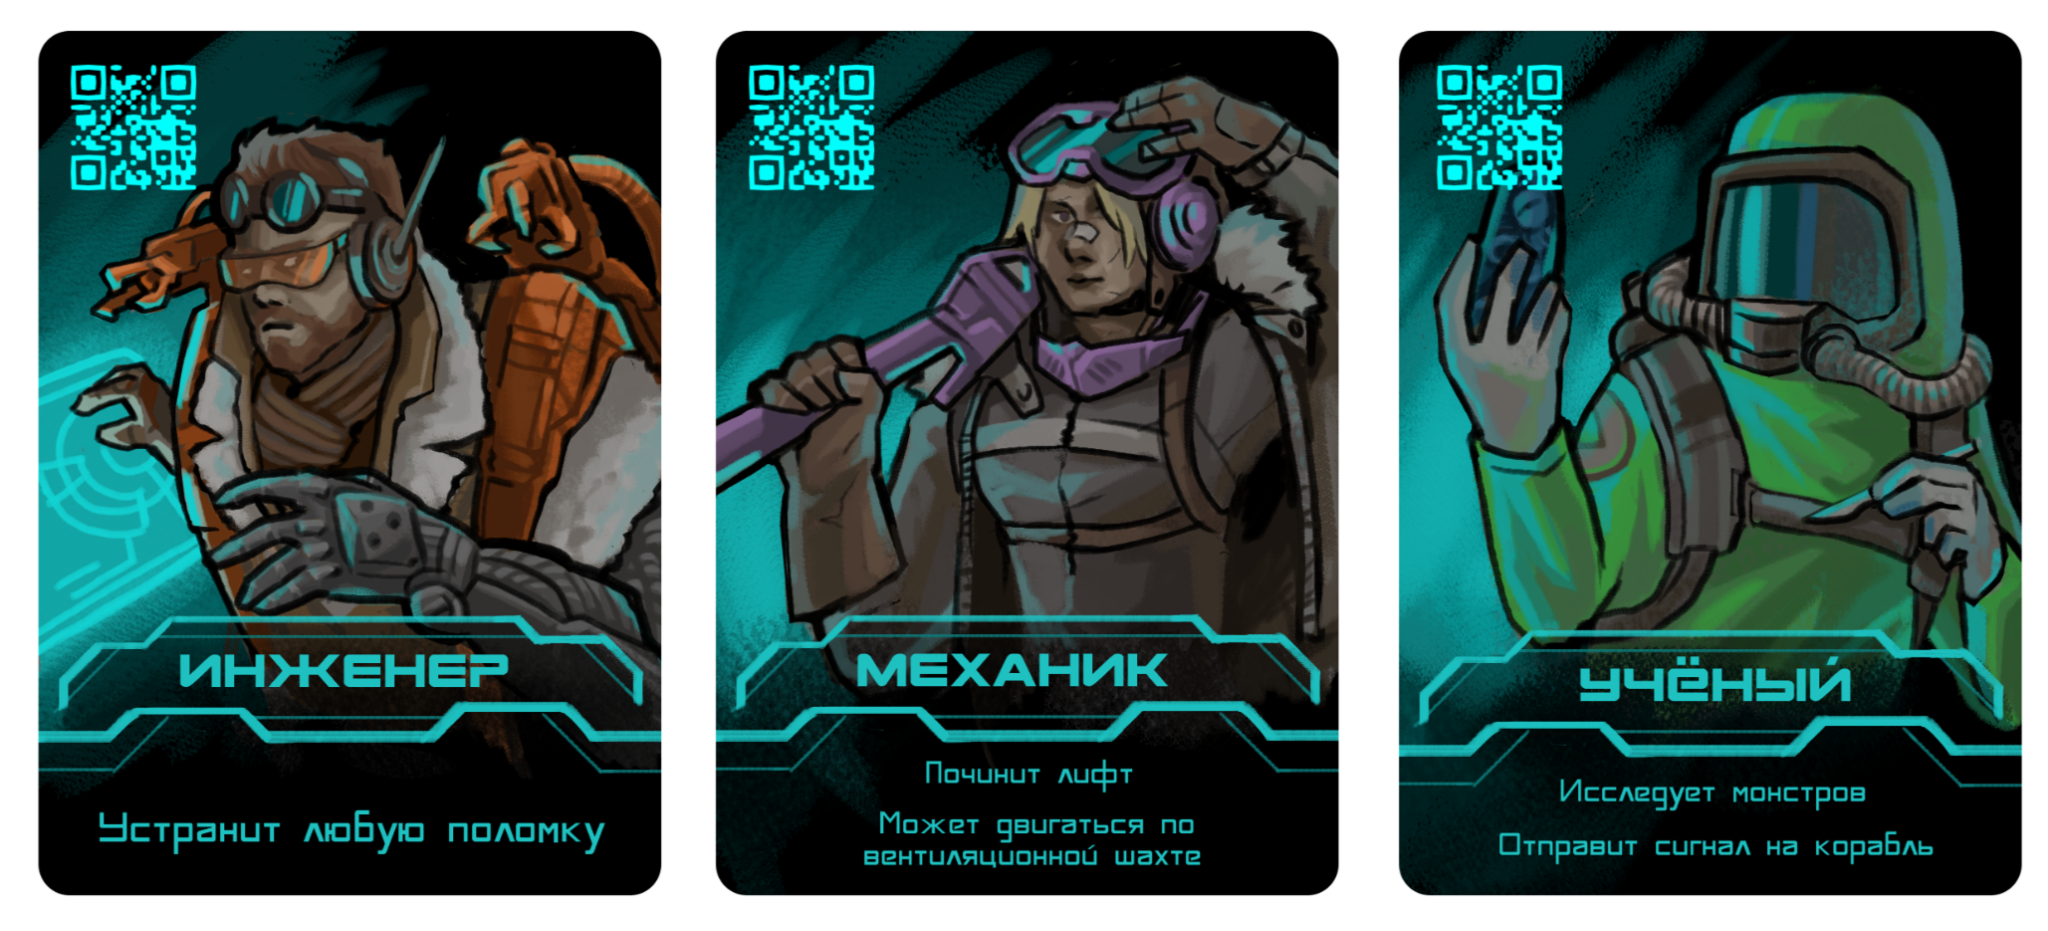 ИНЖЕНЕР
Устранит любую поломку
МЕХАНИК
Починит лифт
Может двигаться по
вентиляционной шахте
УЧЁНЫЙ
Исследует монстров
Отправит сигнал на корабль